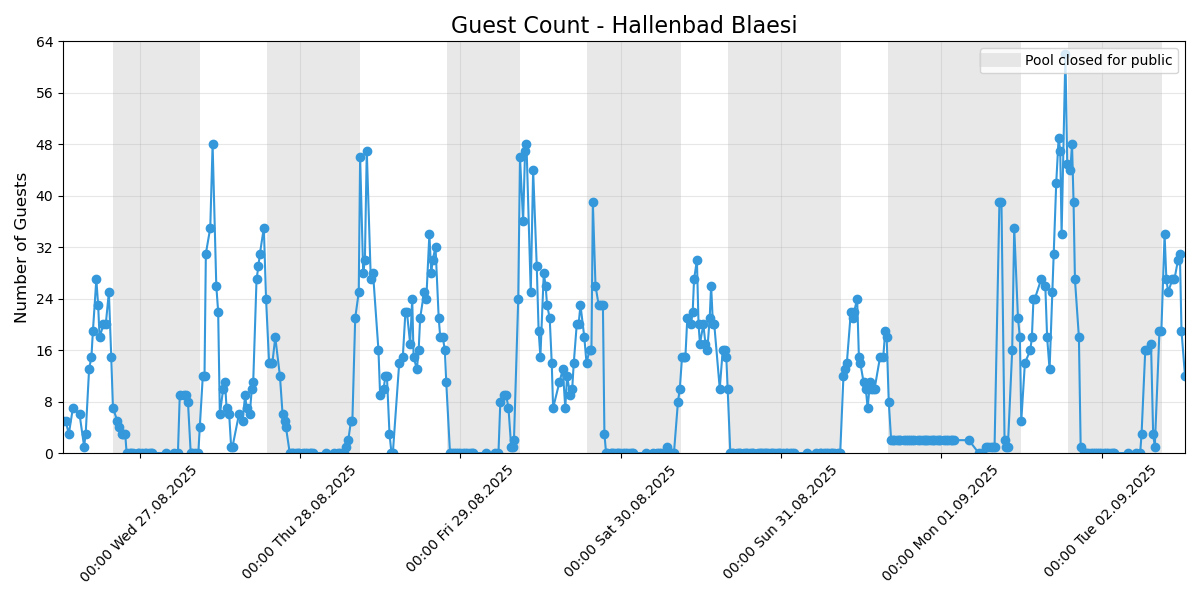 Guest Count - Hallenbad Blaesi
Pool closed for public
Number of Guests
64
56
48
40
32
24
16
8
0
00:00 Wed 27.08.2025
00:00 Thu 28.08.2025
00:00 Fri 29.08.2025
00:00 Sat 30.08.2025
00:00 Sun 31.08.2025
00:00 Mon 01.09.2025
00:00 Tue 02.09.2025